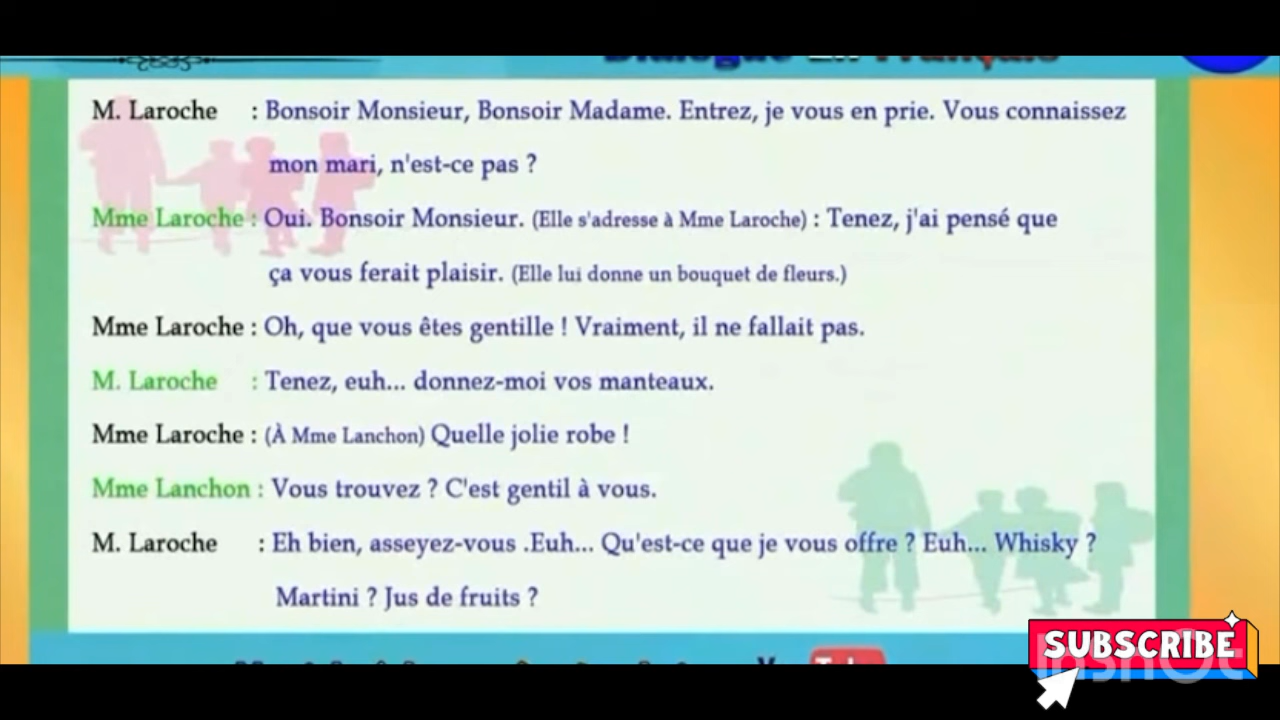 M. Laroche : Bonsoir Monsieur, Bonsoir Madame. Entrez, je vous en prie. Vous connaissez
mon mari, n'est-ce pas ?
Mme Laroche : Oui. Bonsoir Monsieur. (Elle s'adresse à Mme Laroche) : Tenez, j'ai pensé que
ça vous ferait plaisir. (Elle lui donne un bouquet de fleurs.)
Mme Laroche : Oh, que vous êtes gentille ! Vraiment, il ne fallait pas.
M. Laroche : Tenez, euh... donnez-moi vos manteaux.
Mme Laroche : (À Mme Lanchon) Quelle jolie robe !
Mme Lanchon : Vous trouvez ? C'est gentil à vous.
M. Laroche : Eh bien, asseyez-vous .Euh... Qu'est-ce que je vous offre ? Euh... Whisky ?
Martini ? Jus de fruits ?
SUBSCRIBE